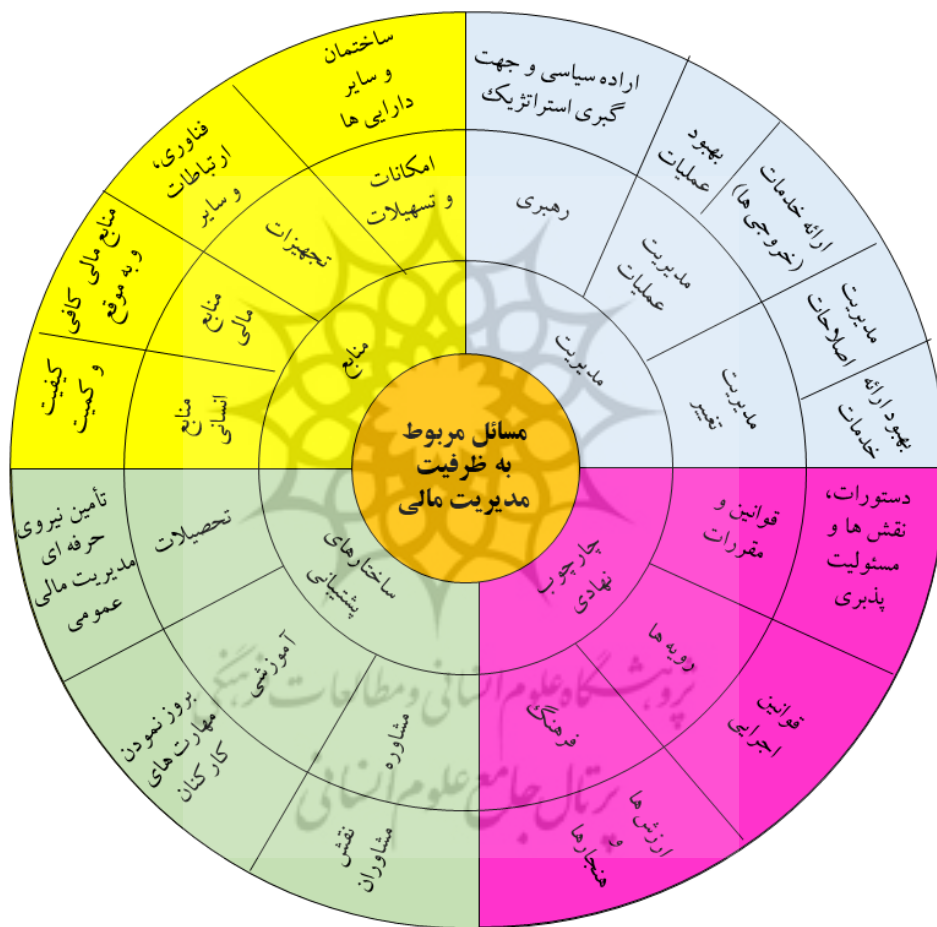 مسائل مربوط
به ظرفیت
مدیریت مالی
مدیریت
رهبری
اراده سیاسی و جهت
گیری استراتژیک
مدیریت
عملیات
بهبود
عملیات
ارائه خدمات
(خروجی ها)
مدیریت
تغییر
مدیریت
اصلاحات
بهبود ارائه
خدمات
چارچوب
نهادی
قوانین و
مقررات
دستورات،
نقش ها و
مسئولیت
پذبری
رویه ها
قوانین
اجرایی
فرهنگ
ارزش ها
و
هنجارها
ساختارهای
پشتیبانی
مشاوره
نقش
مشاوران
آموزشی
بروز نمودن
مهارت های
کارکنان
تحصیلات
تأمین نیروی
حرفه ای
مدیریت مالی
عمومی
منابع
منابع
انسانی
کیفیت
و کمیت
منابع
مالی
منابع مالی کافی
و به موقع
تجهیزات
فناوری،
ارتباطات
و سایر
امکانات
و تسهیلات
ساختمان
و سایر
دارایی ها
پژوهشگاه علوم انسانی و مطالعات فرهنگی
پرتال جامع علوم انسانی